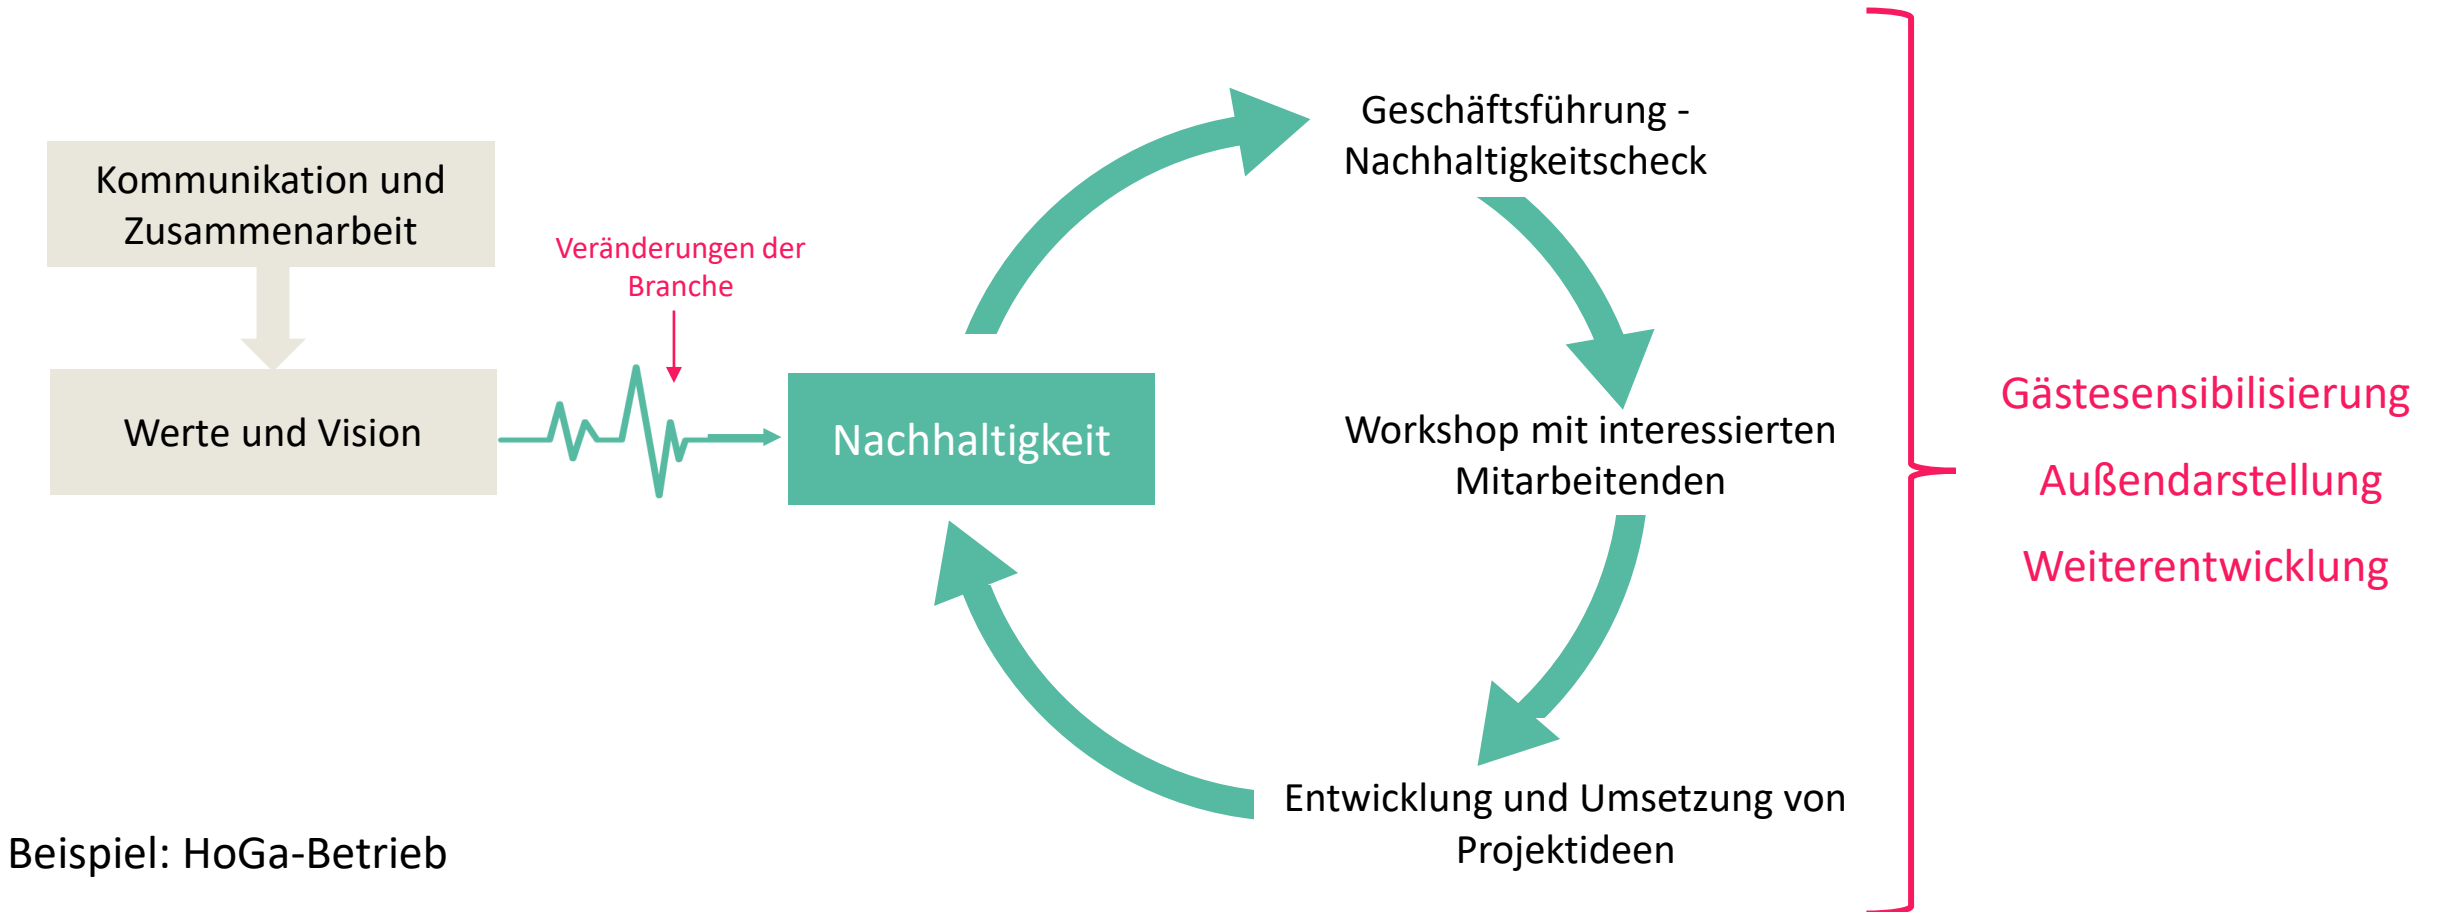 Kommunikation und
Zusammenarbeit
Werte und Vision
Veränderungen der
Branche
Nachhaltigkeit
Geschäftsführung -
Nachhaltigkeitscheck
Workshop mit interessierten
Mitarbeitenden
Entwicklung und Umsetzung von
Projektideen
Gästesensibilisierung
Außendarstellung
Weiterentwicklung
Beispiel: HoGa-Betrieb